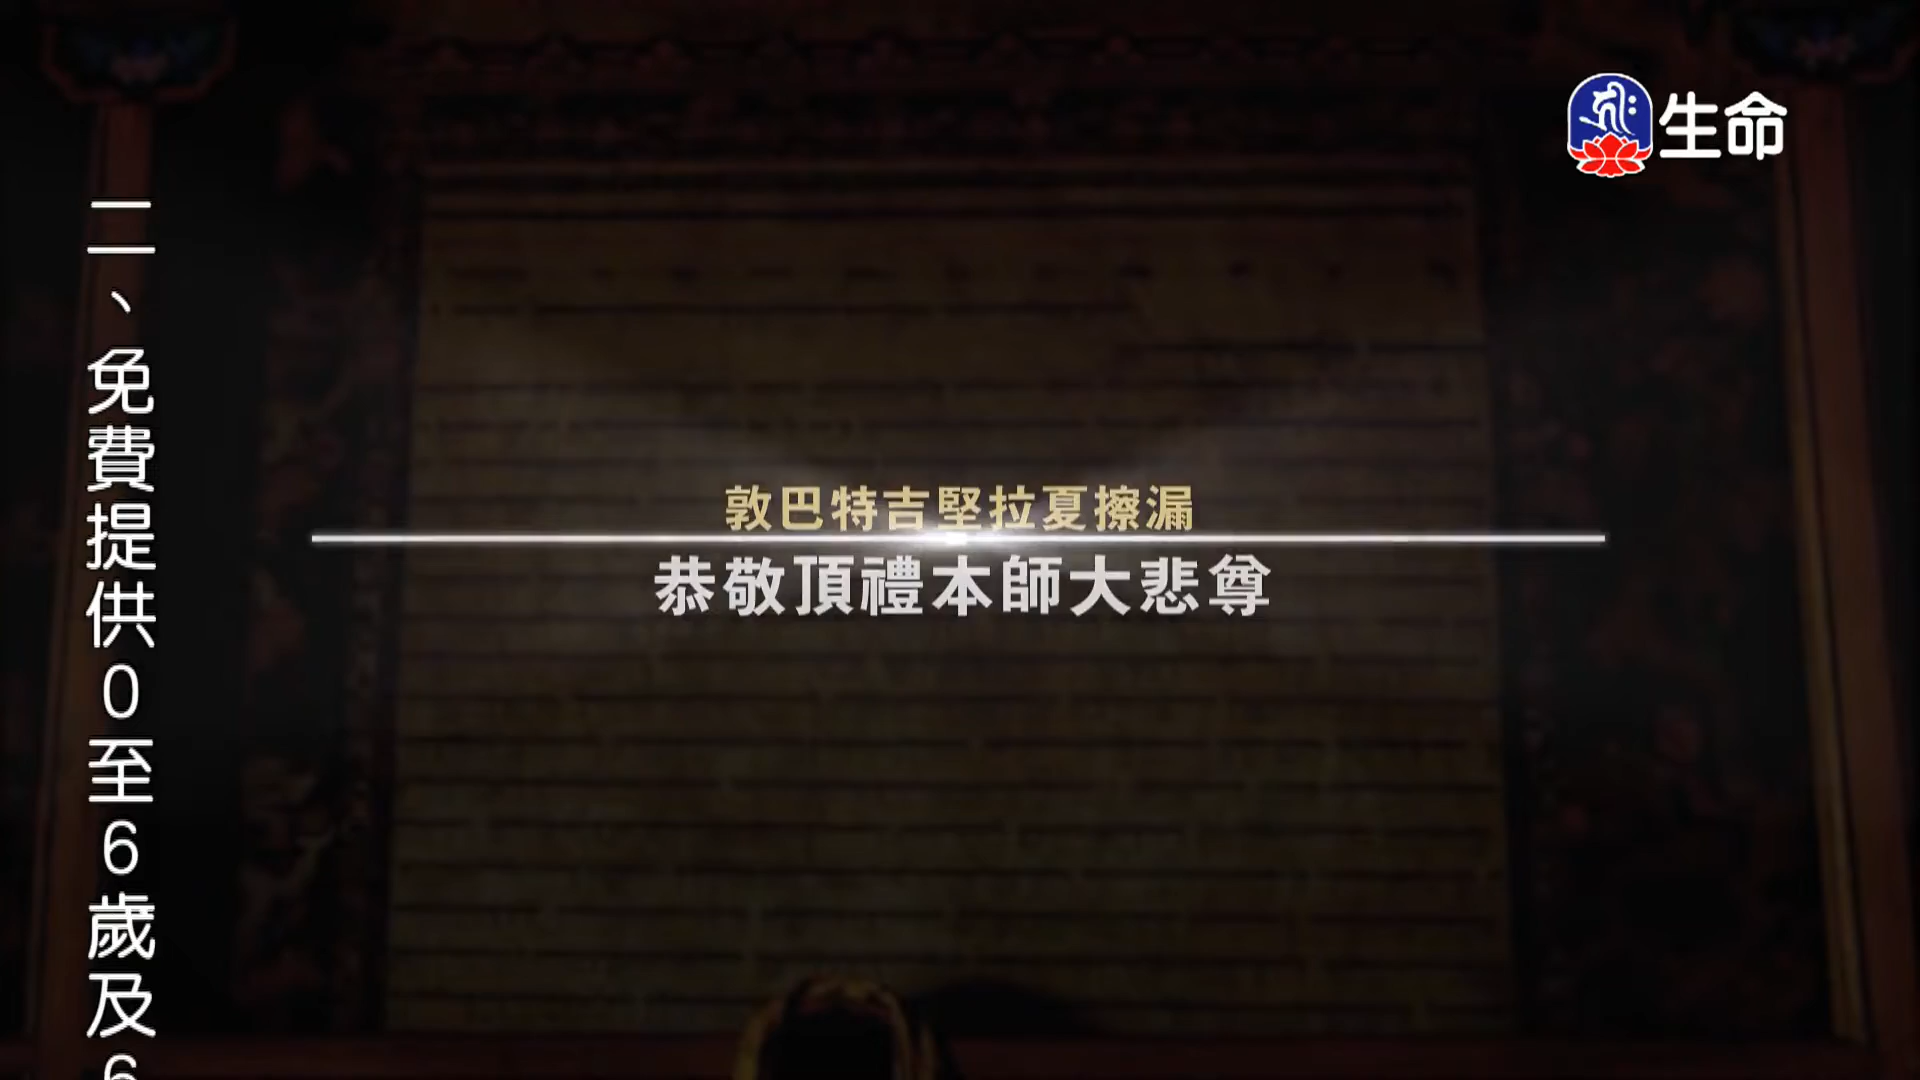 生命
二、免費提供0至6歲及6
敦巴特吉堅拉夏擦漏
恭敬頂禮本師大悲尊